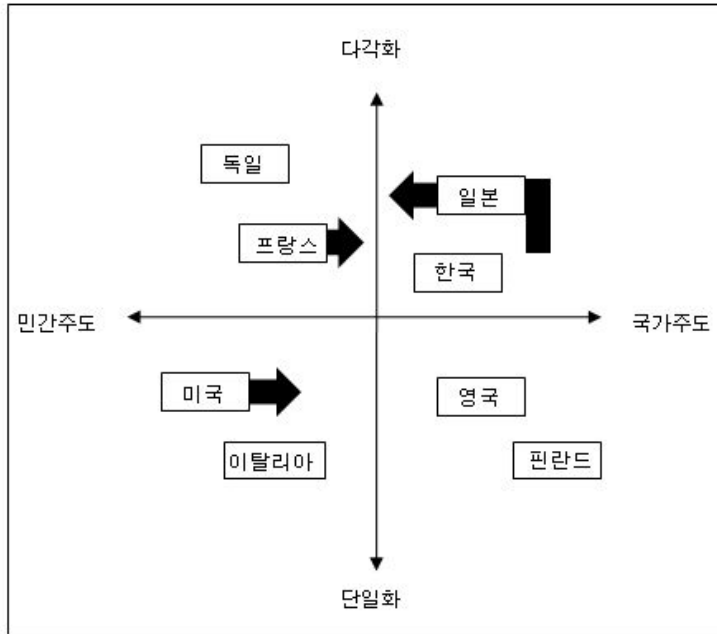 다각화
독일
일본
프랑스
한국
민간주도
국가주도
미국
영국
이탈리아
핀란드
단일화